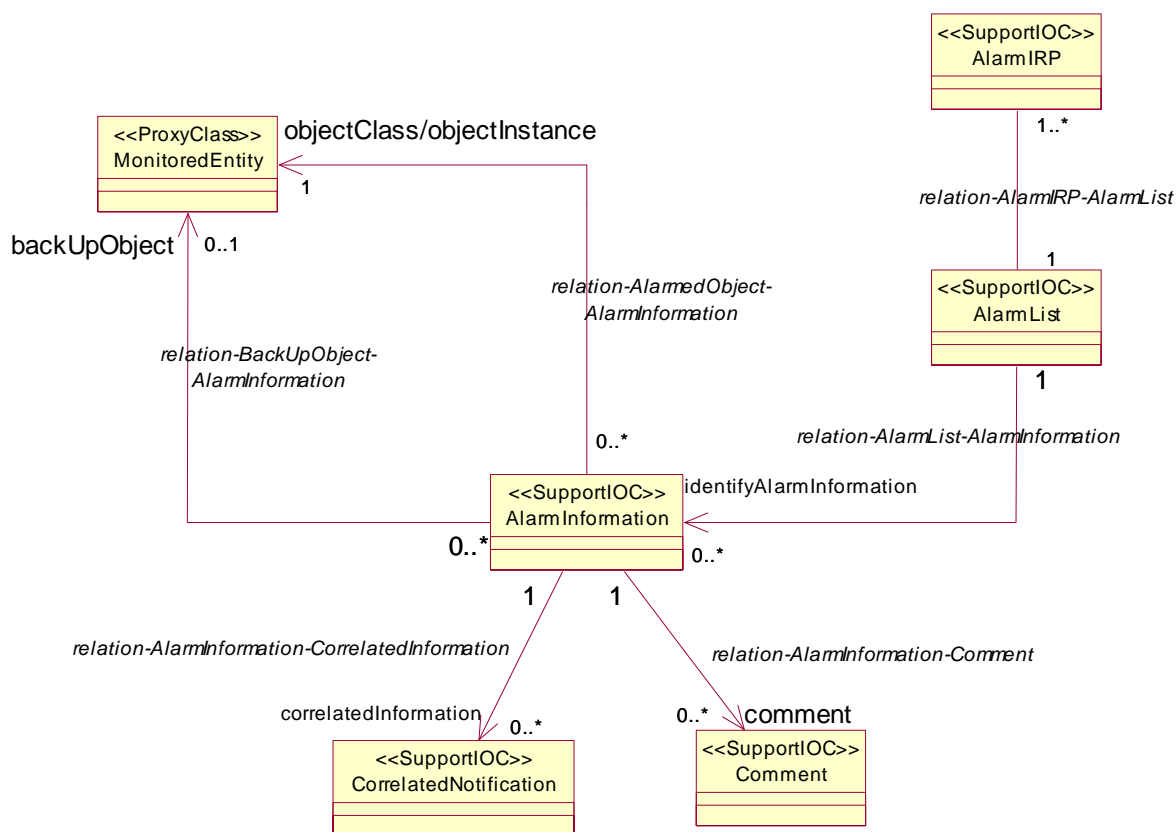 <<SupportIOC>>
AlarmIRP
1..*
<<ProxyClass>>
MonitoredEntity
objectClass/objectInstance
1
relation-AlarmIRP-AlarmList
backUpObject
0..1
1
<<SupportIOC>>
AlarmList
1
relation-AlarmedObject-
AlarmInformation
relation-BackUpObject-
AlarmInformation
relation-AlarmList-AlarmInformation
0..*
identifyAlarmInformation
<<SupportIOC>>
AlarmInformation
0..*
0..*
1
1
relation-AlarmInformation-CorrelatedInformation
relation-AlarmInformation-Comment
correlatedInformation
0..*
0..*
comment
<<SupportIOC>>
CorrelatedNotification
<<SupportIOC>>
Comment